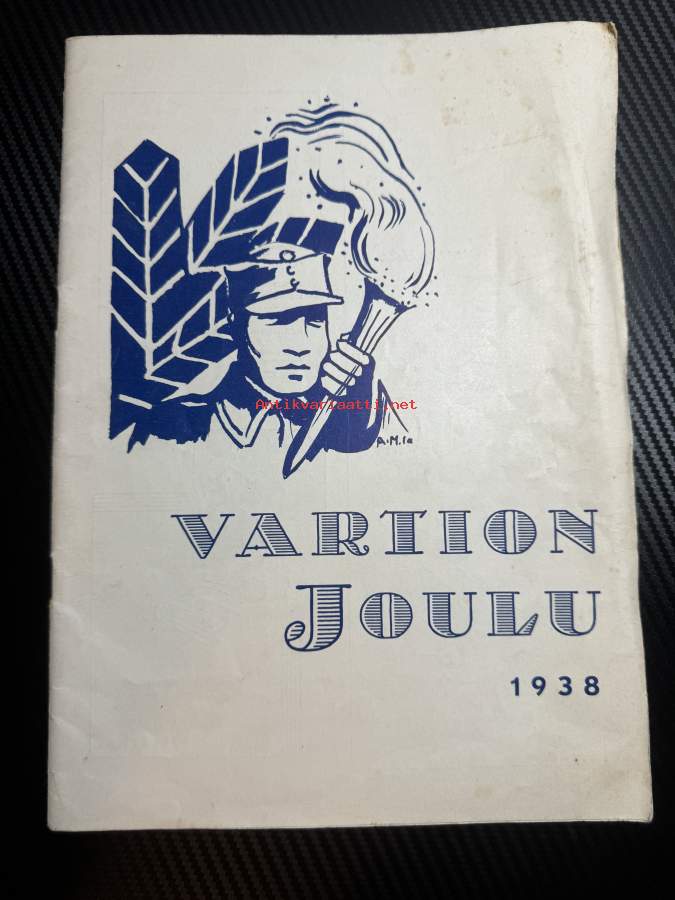 Antikvariaatti.net
A.M.la
VARTION
JOULU
1938